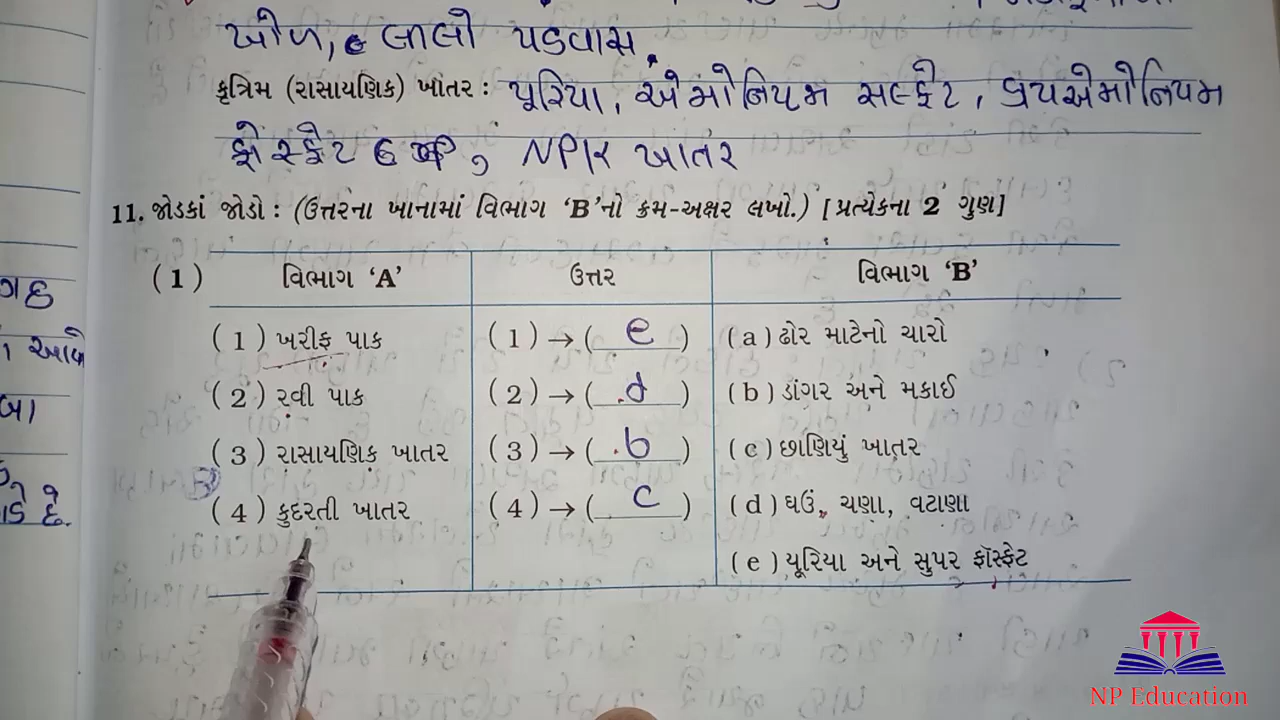 ખોળ, લીલો પડવાસ.
કૃત્રિમ (રાસાયણિક) ખાતર : યૂરિયા, એમોનિયમ સલ્ફેટ, ડાયએમોનિયમ
ફોસ્ફેટ, NPK ખાતર
11. જોડકાં જોડો : (ઉત્તરના ખાનામાં વિભાગ ‘B’નો ક્રમ-અક્ષર લખો.) [પ્રત્યેકના 2 ગુણ]
(1) વિભાગ ‘A’ ઉત્તર વિભાગ ‘B’
(1) ખરીફ પાક (1) → ( e ) (a) ઢોર માટેનો ચારો
(2) રવી પાક (2) → ( d ) (b) ડાંગર અને મકાઈ
(3) રાસાયણિક ખાતર (3) → ( b ) (c) છાણિયું ખાતર
(4) કુદરતી ખાતર (4) → ( c ) (d) ઘઉં, ચણા, વટાણા
(e) યૂરિયા અને સુપર ફૉસ્ફેટ
NP Education